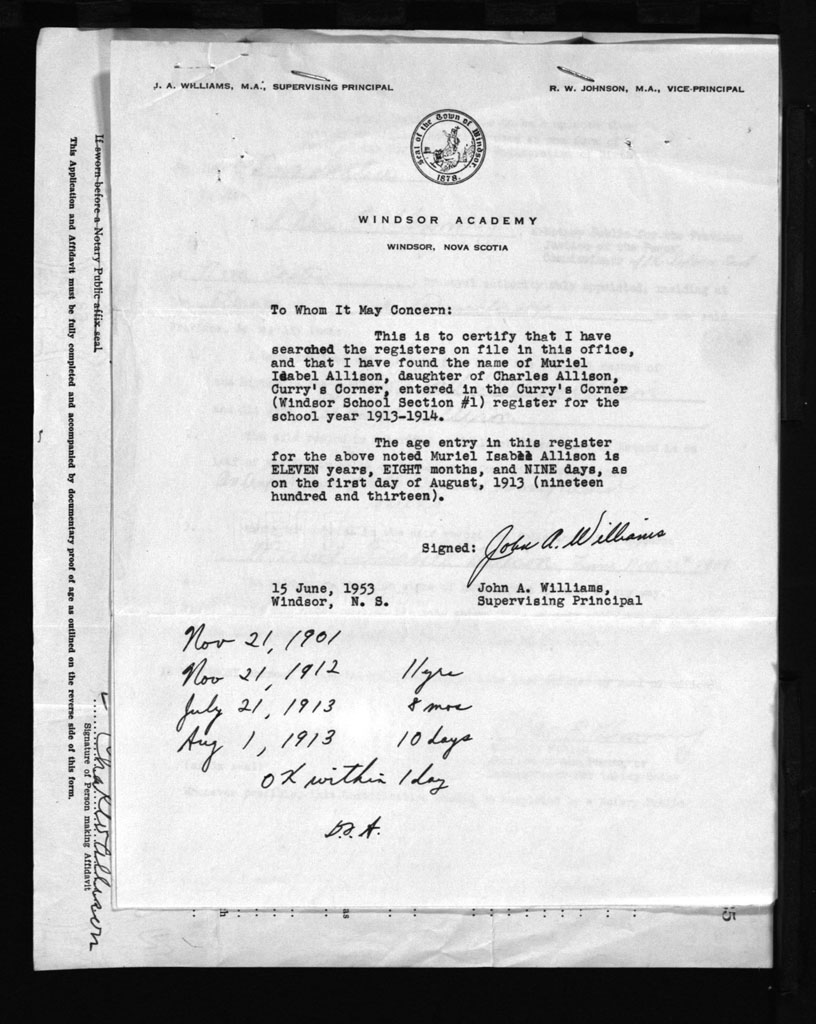 J. A. WILLIAMS, M.A., SUPERVISING PRINCIPAL
R. W. JOHNSON, M.A., VICE-PRINCIPAL
Seal of the Town of Windsor.
1878.
WINDSOR ACADEMY
WINDSOR, NOVA SCOTIA
To Whom It May Concern:
This is to certify that I have
searched the registers on file in this office,
and that I have found the name of Muriel
Isabel Allison, daughter of Charles Allison,
Curry's Corner, entered in the Curry's Corner
(Windsor School Section #1) register for the
school year 1913-1914.
The age entry in this register
for the above noted Muriel Isabel Allison is
ELEVEN years, EIGHT months, and NINE days, as
on the first day of August, 1913 (nineteen
hundred and thirteen).
Signed: John A. Williams
15 June, 1953
John A. Williams,
Windsor, N. S.
Supervising Principal
Nov 21, 1901
Nov 21, 1912 11 yrs
July 21, 1913 8 mos
Aug 1, 1913 10 days
OK within 1 day
If sworn before a Notary Public affix seal
This Application and Affidavit must be fully completed and accompanied by documentary proof of age as outlined on the reverse side of this form.
Signature of Person making Affidavit